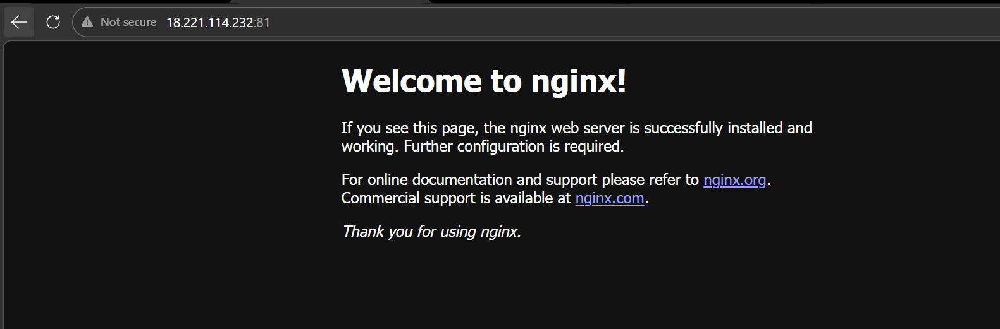 Not secure 18.221.114.232:81
Welcome to nginx!
If you see this page, the nginx web server is successfully installed and
working. Further configuration is required.
For online documentation and support please refer to nginx.org.
Commercial support is available at nginx.com.
Thank you for using nginx.